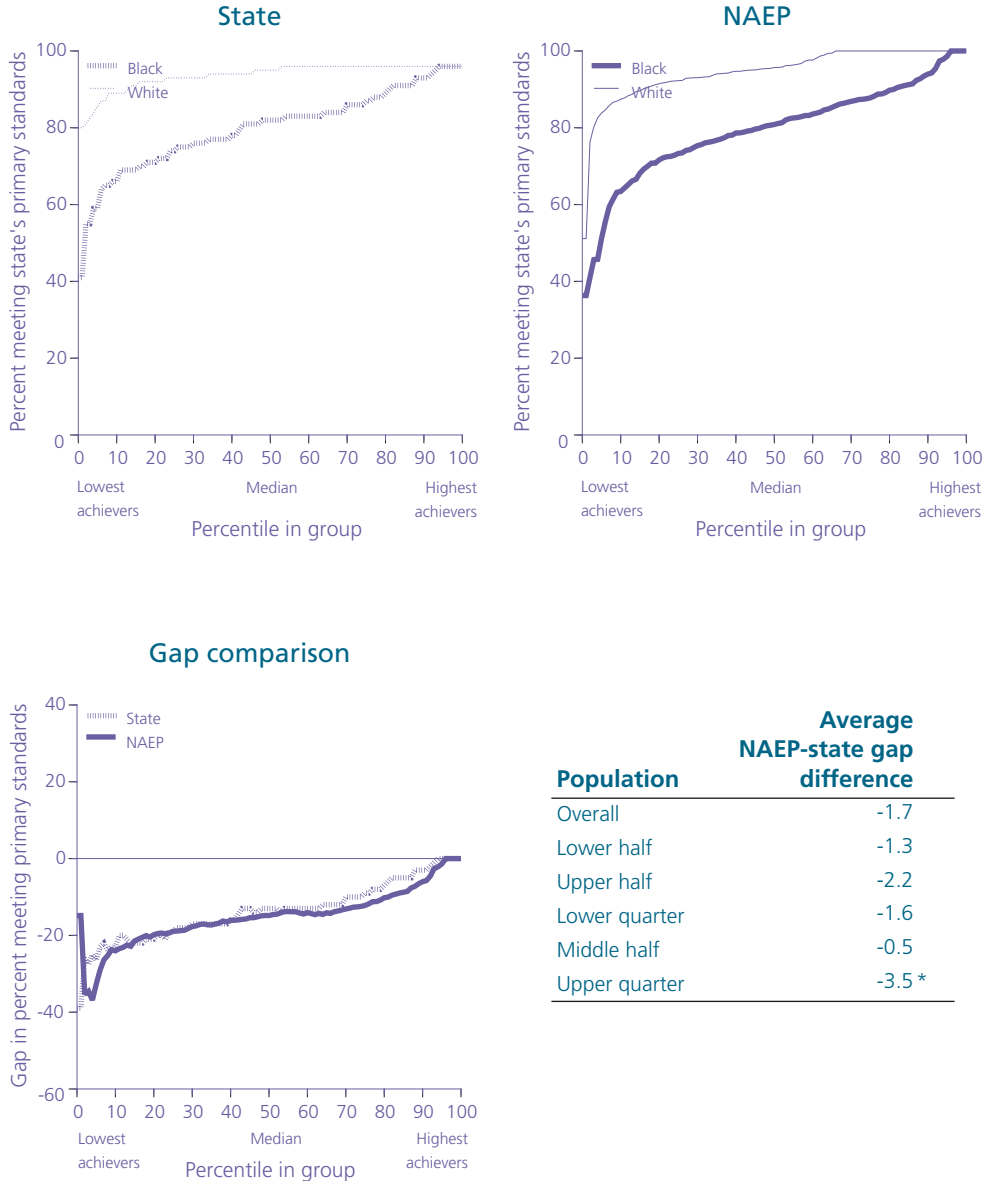 State
Percent meeting state's primary standards
100
80
60
40
20
0
Black
White
0 10 20 30 40 50 60 70 80 90 100
Lowest achievers
Median
Highest achievers
Percentile in group
NAEP
Percent meeting state's primary standards
100
80
60
40
20
0
Black
White
0 10 20 30 40 50 60 70 80 90 100
Lowest achievers
Median
Highest achievers
Percentile in group
Gap comparison
Gap in percent meeting primary standards
40
20
0
-20
-40
-60
State
NAEP
0 10 20 30 40 50 60 70 80 90 100
Lowest achievers
Median
Highest achievers
Percentile in group
Average
NAEP-state gap
Population difference
Overall -1.7
Lower half -1.3
Upper half -2.2
Lower quarter -1.6
Middle half -0.5
Upper quarter -3.5 *